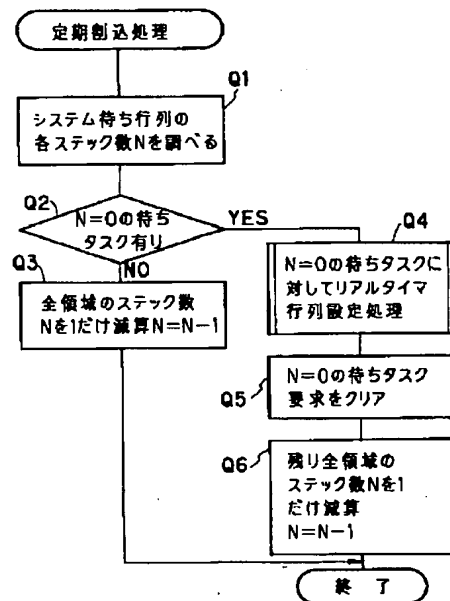 定期割込処理
Q1
システム待ち行列の
各ステック数Nを調べる
Q2
N=0の待ち
タスク有り
YES
NO
Q3
全領域のステック数
Nを1だけ減算N=N-1
Q4
N=0の待ちタスクに
対してリアルタイマ
行列設定処理
Q5
N=0の待ちタスク
要求をクリア
Q6
残り全領域の
ステック数Nを1
だけ減算
N=N-1
終了